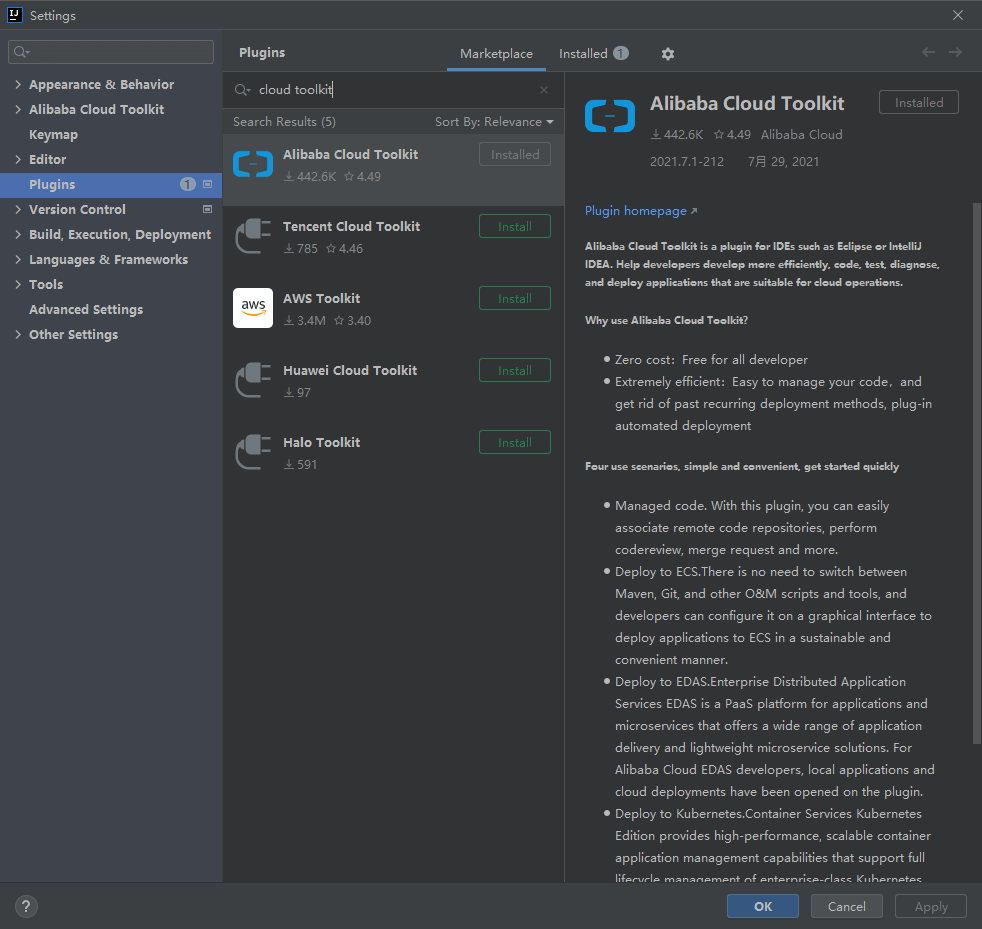 IJ
Settings
Appearance & Behavior
Alibaba Cloud Toolkit
Keymap
Editor
Plugins 1
Version Control
Build, Execution, Deployment
Languages & Frameworks
Tools
Advanced Settings
Other Settings
Plugins
Marketplace
Installed 1
cloud toolkit
Search Results (5)
Sort By: Relevance
Alibaba Cloud Toolkit
Installed
442.6K 4.49
Tencent Cloud Toolkit
Install
785 4.46
aws
AWS Toolkit
Install
3.4M 3.40
Huawei Cloud Toolkit
Install
97
Halo Toolkit
Install
591
Alibaba Cloud Toolkit
Installed
442.6K 4.49 Alibaba Cloud
2021.7.1-212 7月 29, 2021
Plugin homepage
Alibaba Cloud Toolkit is a plugin for IDEs such as Eclipse or IntelliJ
IDEA. Help developers develop more efficiently, code, test, diagnose,
and deploy applications that are suitable for cloud operations.
Why use Alibaba Cloud Toolkit?
Zero cost：Free for all developer
Extremely efficient：Easy to manage your code，and
get rid of past recurring deployment methods, plug-in
automated deployment
Four use scenarios, simple and convenient, get started quickly
Managed code. With this plugin, you can easily
associate remote code repositories, perform
codereview, merge request and more.
Deploy to ECS.There is no need to switch between
Maven, Git, and other O&M scripts and tools, and
developers can configure it on a graphical interface to
deploy applications to ECS in a sustainable and
convenient manner.
Deploy to EDAS.Enterprise Distributed Application
Services EDAS is a PaaS platform for applications and
microservices that offers a wide range of application
delivery and lightweight microservice solutions. For
Alibaba Cloud EDAS developers, local applications and
cloud deployments have been opened on the plugin.
Deploy to Kubernetes.Container Services Kubernetes
Edition provides high-performance, scalable container
application management capabilities that support full
lifecycle management of enterprise-class Kubernetes
?
OK
Cancel
Apply